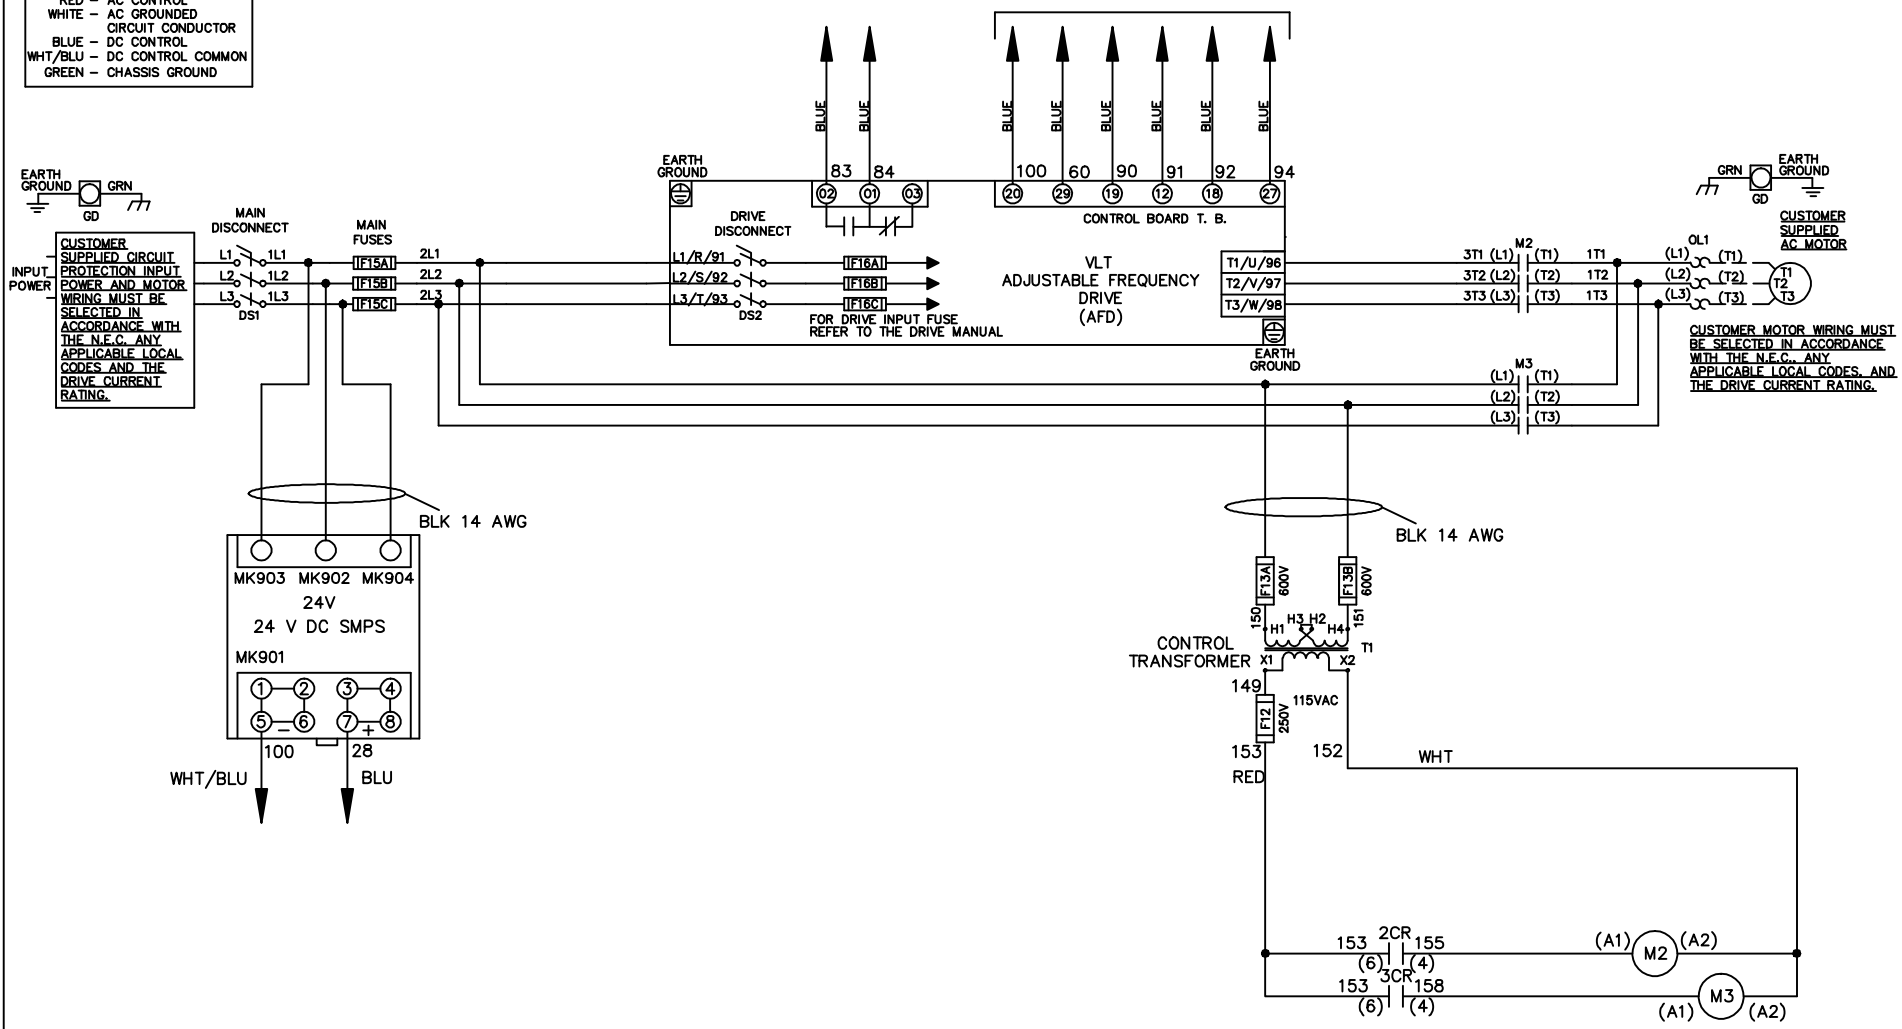 RED – AC CONTROL
WHITE – AC GROUNDED
CIRCUIT CONDUCTOR
BLUE – DC CONTROL
WHT/BLU – DC CONTROL COMMON
GREEN – CHASSIS GROUND
EARTH
GROUND
GRN
GD
CUSTOMER
SUPPLIED CIRCUIT
PROTECTION INPUT
POWER AND MOTOR
WIRING MUST BE
SELECTED IN
ACCORDANCE WITH
THE N.E.C. ANY
APPLICABLE LOCAL
CODES AND THE
DRIVE CURRENT
RATING.
INPUT
POWER
MAIN
DISCONNECT
L1 1L1
L2 1L2
L3 1L3
DS1
MAIN
FUSES
F15A
F15B
F15C
2L1
2L2
2L3
BLUE
BLUE
BLUE
BLUE
BLUE
BLUE
BLUE
BLUE
EARTH
GROUND
83 84
02 01 03
100 60 90 91 92 94
20 29 19 12 18 27
CONTROL BOARD T. B.
DRIVE
DISCONNECT
L1/R/91
L2/S/92
L3/T/93
DS2
F16A
F16B
F16C
FOR DRIVE INPUT FUSE
REFER TO THE DRIVE MANUAL
VLT
ADJUSTABLE FREQUENCY
DRIVE
(AFD)
T1/U/96
T2/V/97
T3/W/98
EARTH
GROUND
M2
3T1 (L1) (T1) 1T1
3T2 (L2) (T2) 1T2
3T3 (L3) (T3) 1T3
OL1
(L1) (T1)
(L2) (T2)
(L3) (T3)
T1
T2
T3
GRN
GD
EARTH
GROUND
CUSTOMER
SUPPLIED
AC MOTOR
CUSTOMER MOTOR WIRING MUST
BE SELECTED IN ACCORDANCE
WITH THE N.E.C., ANY
APPLICABLE LOCAL CODES, AND
THE DRIVE CURRENT RATING.
M3
(L1) (T1)
(L2) (T2)
(L3) (T3)
BLK 14 AWG
MK903 MK902 MK904
24V
24 V DC SMPS
MK901
1 2 3 4
5 6 7 8
– +
100 28
WHT/BLU BLU
BLK 14 AWG
F13A
600V
F13B
600V
150
151
H1 H3 H2 H4
T1
CONTROL
TRANSFORMER
X1 X2
149
115VAC
F12
250V
153 152
RED
WHT
2CR
153 155
(6) (4)
(A1) M2 (A2)
3CR
153 158
(6) (4)
(A1) M3 (A2)